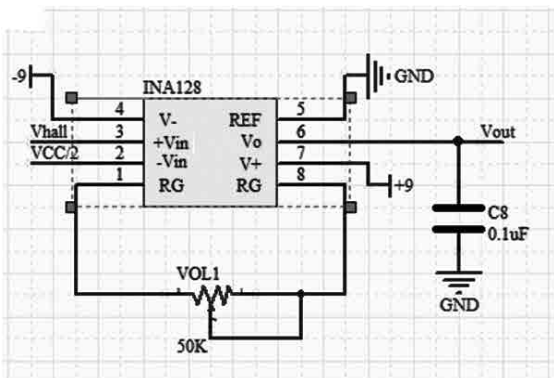 -9
INA128
GND
4
V-
REF
5
Vhall
3
+Vin
Vo
6
Vout
VCC/2
2
-Vin
V+
7
1
RG
RG
8
+9
C8
0.1uF
VOL1
GND
50K